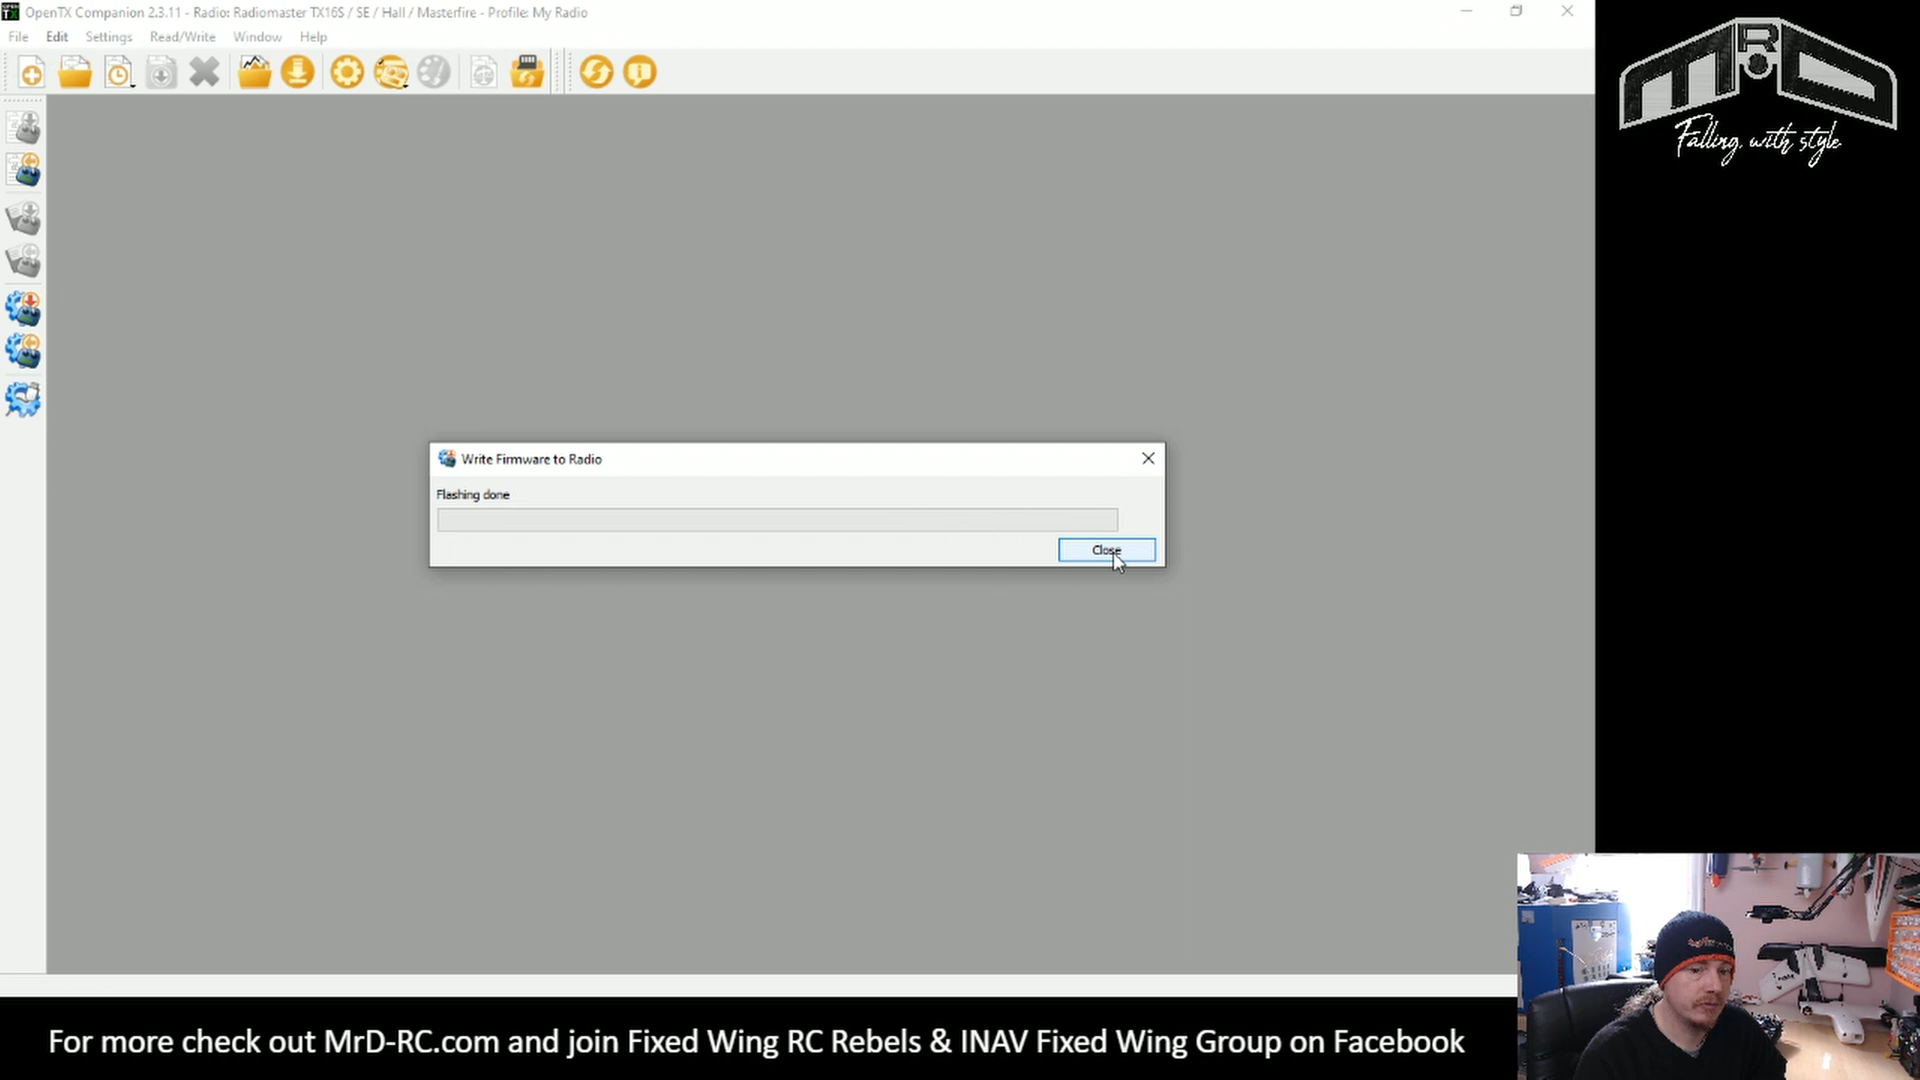 OpenTX Companion 2.3.11 - Radio: Radiomaster TX16S / SE / Hall / Masterfire - Profile: My Radio
File Edit Settings Read/Write Window Help
MRD
Falling with style
Write Firmware to Radio
Flashing done
Close
For more check out MrD-RC.com and join Fixed Wing RC Rebels & INAV Fixed Wing Group on Facebook